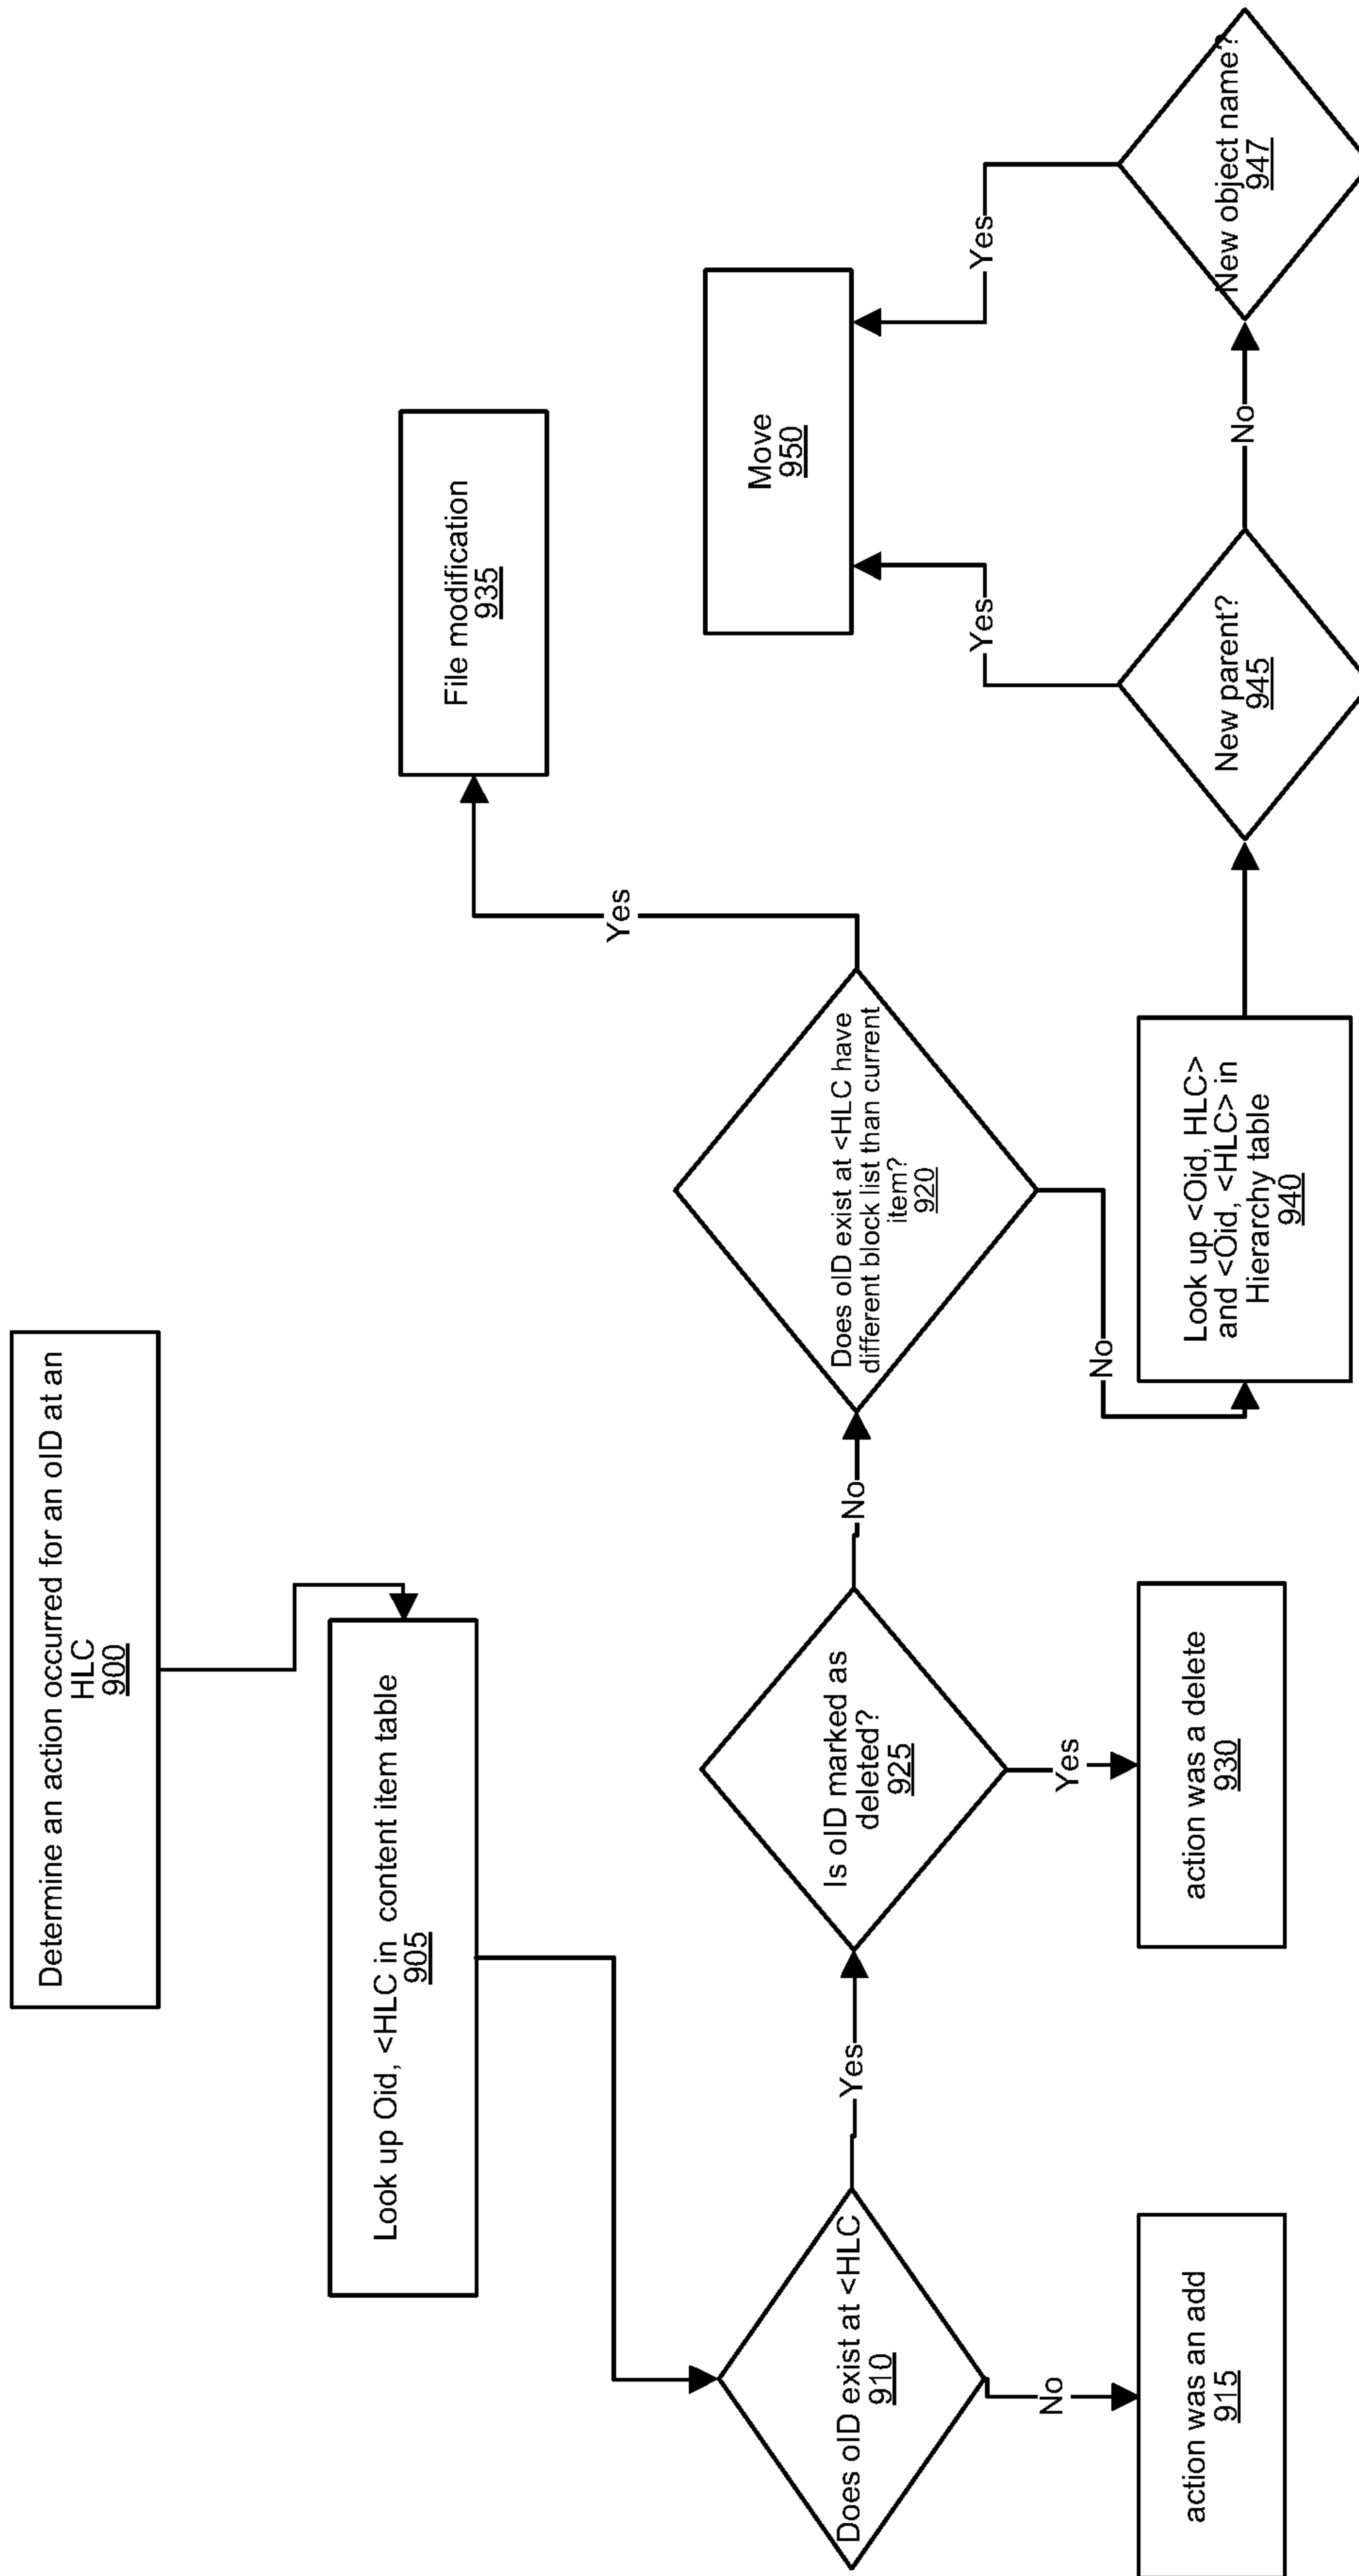 Determine an action occurred for an oID at an
HLC
900
Look up Oid, <HLC in  content item table
905
Does oID exist at <HLC
910
No
action was an add
915
Yes
Is oID marked as
deleted?
925
Yes
action was a delete
930
No
Does oID exist at <HLC have
different block list than current
item?
920
Yes
File modification
935
No
Look up <Oid, HLC>
and <Oid, <HLC> in
Hierarchy table
940
New parent?
945
Yes
Move
950
No
New object name?
947
Yes